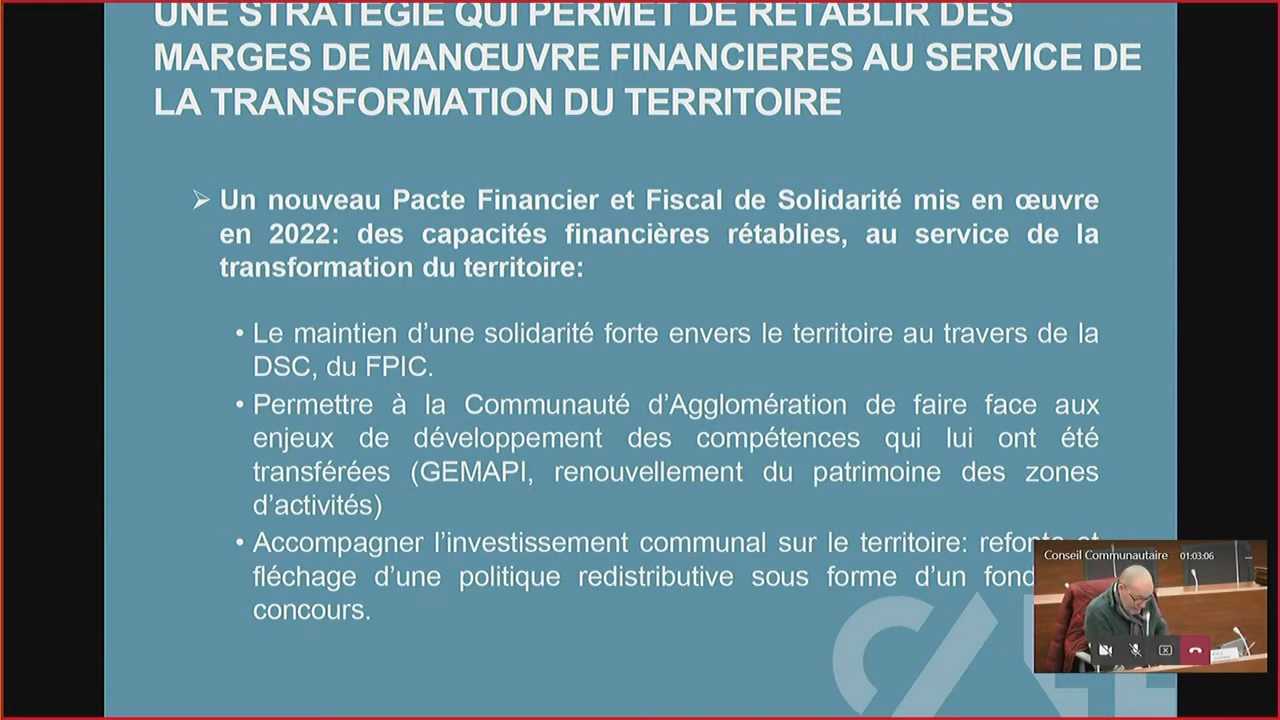 UNE STRATEGIE QUI PERMET DE RETABLIR DES
MARGES DE MANŒUVRE FINANCIERES AU SERVICE DE
LA TRANSFORMATION DU TERRITOIRE
➢ Un nouveau Pacte Financier et Fiscal de Solidarité mis en œuvre
en 2022: des capacités financières rétablies, au service de la
transformation du territoire:
• Le maintien d’une solidarité forte envers le territoire au travers de la
DSC, du FPIC.
• Permettre à la Communauté d’Agglomération de faire face aux
enjeux de développement des compétences qui lui ont été
transférées (GEMAPI, renouvellement du patrimoine des zones
d’activités)
• Accompagner l’investissement communal sur le territoire: refonte et
fléchage d’une politique redistributive sous forme d’un fond
concours.
Conseil Communautaire 01:03:06 ...